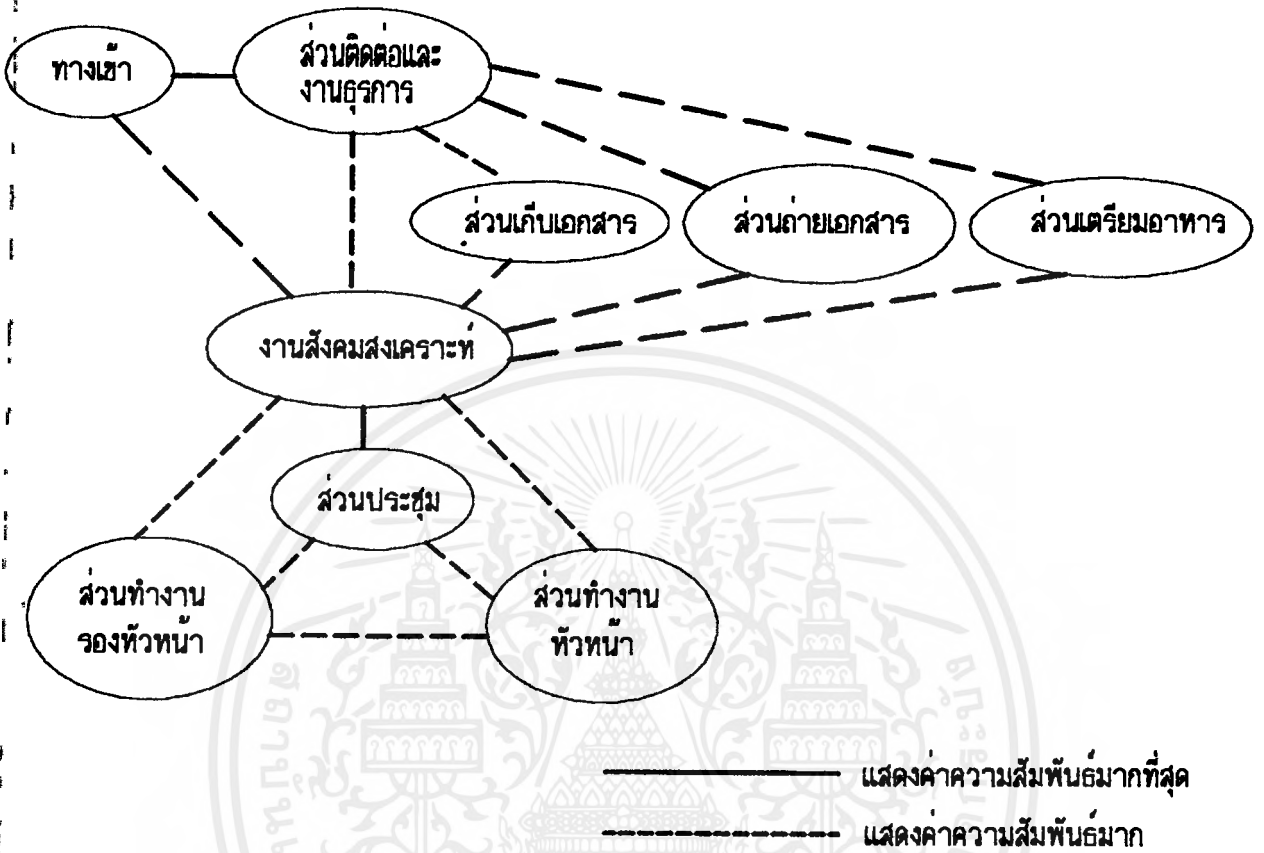 ทางเข้า
ส่วนติดต่อและ
งานธุรการ
ส่วนเก็บเอกสาร
ส่วนถ่ายเอกสาร
ส่วนเตรียมอาหาร
งานสังคมสงเคราะห์
ส่วนประชุม
ส่วนทำงาน
รองหัวหน้า
ส่วนทำงาน
หัวหน้า
แสดงค่าความสัมพันธ์มากที่สุด
แสดงค่าความสัมพันธ์มาก